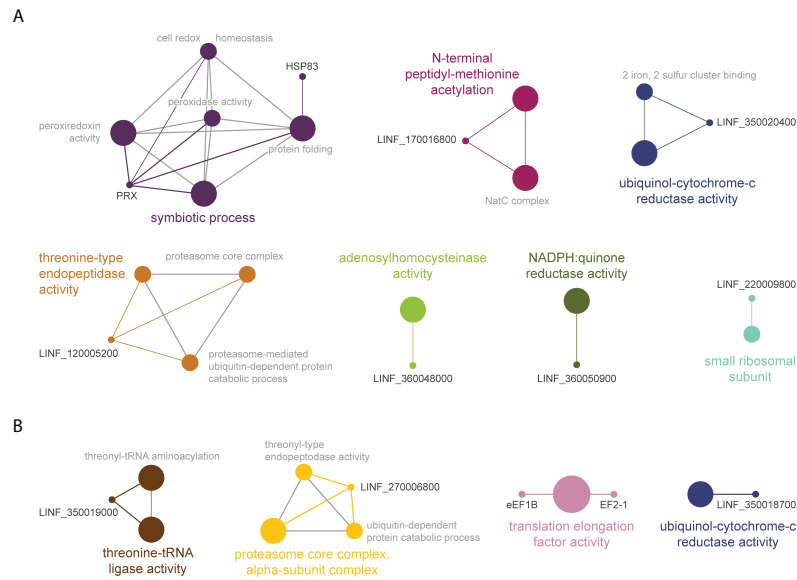 A
cell redox homeostasis
HSP83
peroxidase activity
peroxiredoxin
activity
protein folding
PRX
symbiotic process
N-terminal
peptidyl-methionine
acetylation
LINF_170016800
NatC complex
2 iron, 2 sulfur cluster binding
LINF_350020400
ubiquinol-cytochrome-c
reductase activity
threonine-type
endopeptidase
activity
proteasome core complex
LINF_120005200
proteasome-mediated
ubiquitin-dependent protein
catabolic process
adenosylhomocysteinase
activity
LINF_360048000
NADPH:quinone
reductase activity
LINF_360050900
LINF_220009800
small ribosomal
subunit
B
threonyl-tRNA aminoacylation
LINF_350019000
threonine-tRNA
ligase activity
threonyl-type
endopeptodase activity
LINF_270006800
ubiquitin-dependent
protein catabolic process
proteasome core complex,
alpha-subunit complex
eEF1B
EF2-1
translation elongation
factor activity
LINF_350018700
ubiquinol-cytochrome-c
reductase activity